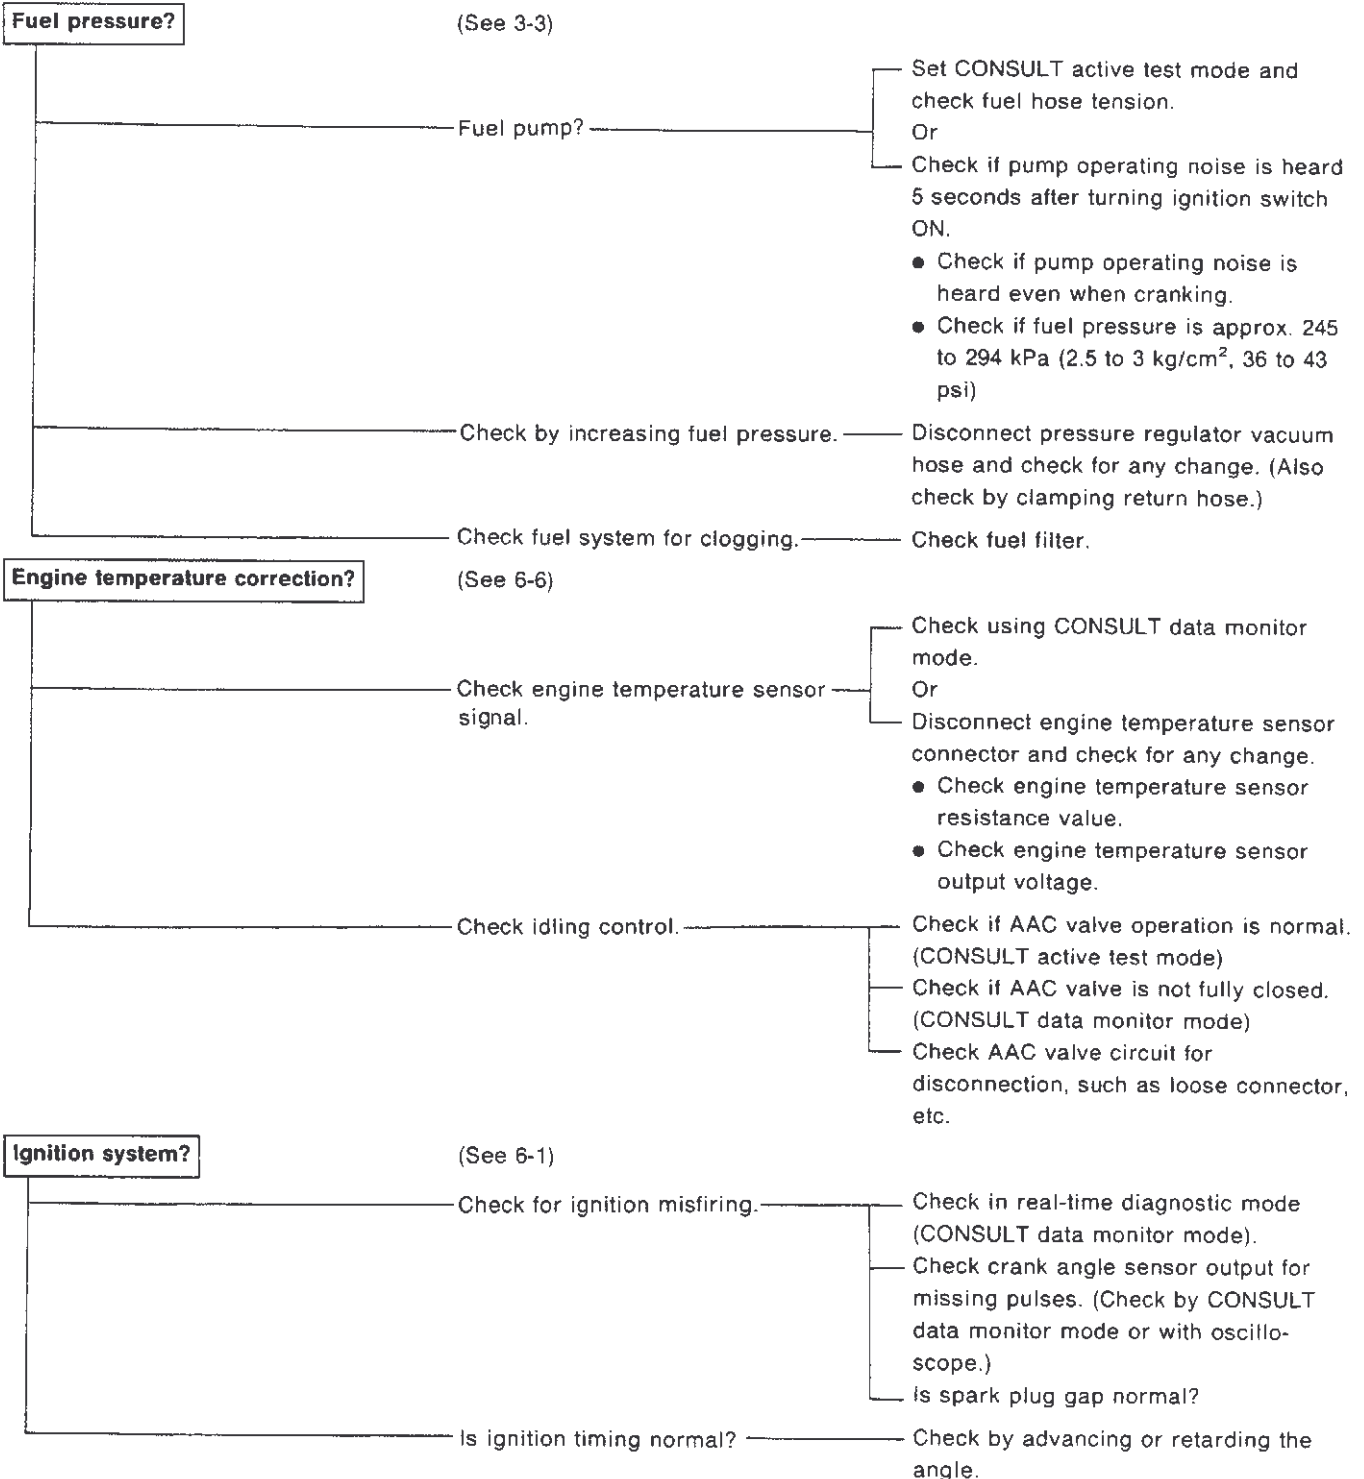 Fuel pressure?
(See 3-3)
Fuel pump?
Set CONSULT active test mode and
check fuel hose tension.
Or
Check if pump operating noise is heard
5 seconds after turning ignition switch
ON.
● Check if pump operating noise is
heard even when cranking.
● Check if fuel pressure is approx. 245
to 294 kPa (2.5 to 3 kg/cm², 36 to 43
psi)
Check by increasing fuel pressure.
Disconnect pressure regulator vacuum
hose and check for any change. (Also
check by clamping return hose.)
Check fuel system for clogging.
Check fuel filter.
Engine temperature correction?
(See 6-6)
Check engine temperature sensor
signal.
Check using CONSULT data monitor
mode.
Or
Disconnect engine temperature sensor
connector and check for any change.
● Check engine temperature sensor
resistance value.
● Check engine temperature sensor
output voltage.
Check idling control.
Check if AAC valve operation is normal.
(CONSULT active test mode)
Check if AAC valve is not fully closed.
(CONSULT data monitor mode)
Check AAC valve circuit for
disconnection, such as loose connector,
etc.
Ignition system?
(See 6-1)
Check for ignition misfiring.
Check in real-time diagnostic mode
(CONSULT data monitor mode).
Check crank angle sensor output for
missing pulses. (Check by CONSULT
data monitor mode or with oscillo-
scope.)
Is spark plug gap normal?
Is ignition timing normal?
Check by advancing or retarding the
angle.